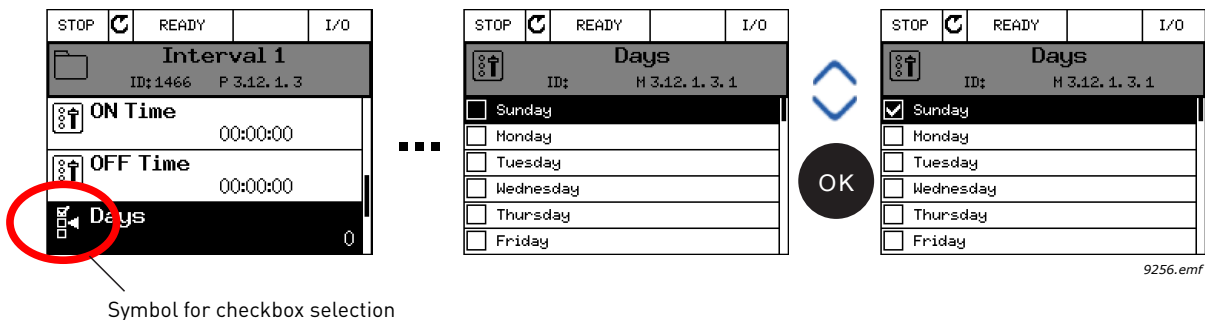 STOP READY I/O
Interval 1
ID:1466 P 3.12.1.3
ON Time
00:00:00
OFF Time
00:00:00
Days
0
Symbol for checkbox selection
STOP READY I/O
Days
ID: M 3.12.1.3.1
Sunday
Monday
Tuesday
Wednesday
Thursday
Friday
OK
STOP READY I/O
Days
ID: M 3.12.1.3.1
Sunday
Monday
Tuesday
Wednesday
Thursday
Friday
9256.emf